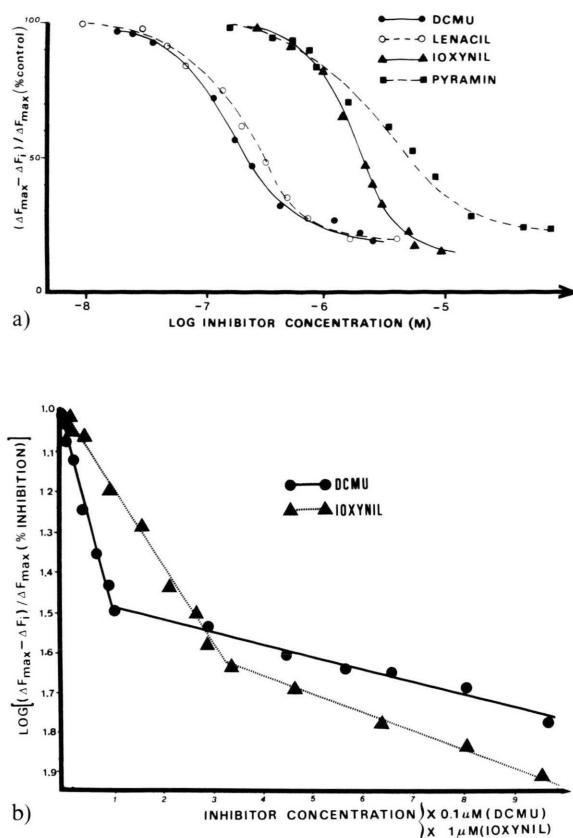 100
50
0
(ΔFmax – ΔFi) / ΔFmax (% control)
DCMU
LENACIL
IOXYNIL
PYRAMIN
-8 -7 -6 -5
LOG INHIBITOR CONCENTRATION (M)
a)
1.0
1.1
1.2
1.3
1.4
1.5
1.6
1.7
1.8
1.9
LOG[(ΔFmax – ΔFi) / ΔFmax (% INHIBITION)]
DCMU
IOXYNIL
1 2 3 4 5 6 7 8 9
INHIBITOR CONCENTRATION } X 0.1 uM (DCMU)
X 1 uM (IOXYNIL)
b)